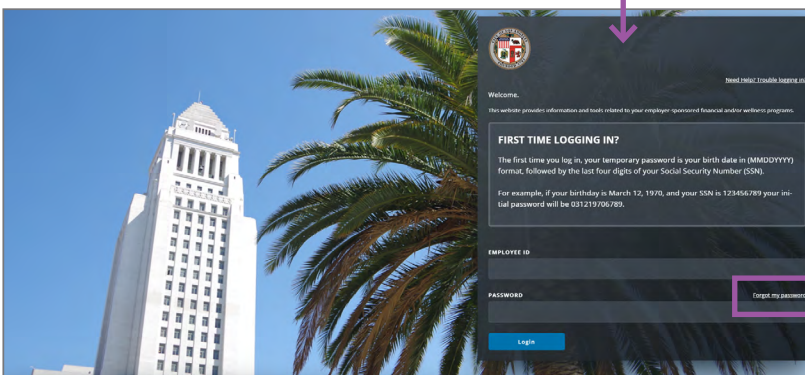 Need Help? Trouble logging in?
Welcome.
This website provides information and tools related to your employer-sponsored financial and/or wellness programs.
FIRST TIME LOGGING IN?
The first time you log in, your temporary password is your birth date in (MMDDYYYY)
format, followed by the last four digits of your Social Security Number (SSN).
For example, if your birthday is March 12, 1970, and your SSN is 123456789 your ini-
tial password will be 031219706789.
EMPLOYEE ID
PASSWORD
Forgot my password
Login